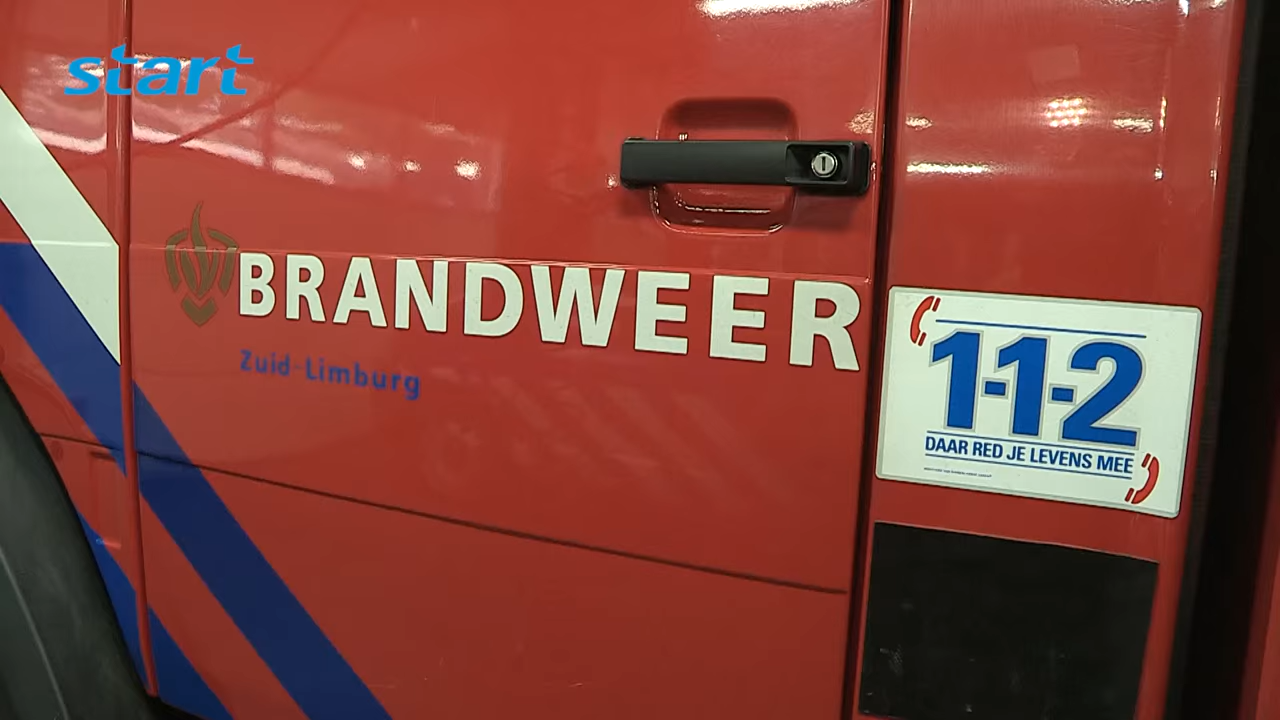 start
BRANDWEER
Zuid-Limburg
1-1-2
DAAR RED JE LEVENS MEE